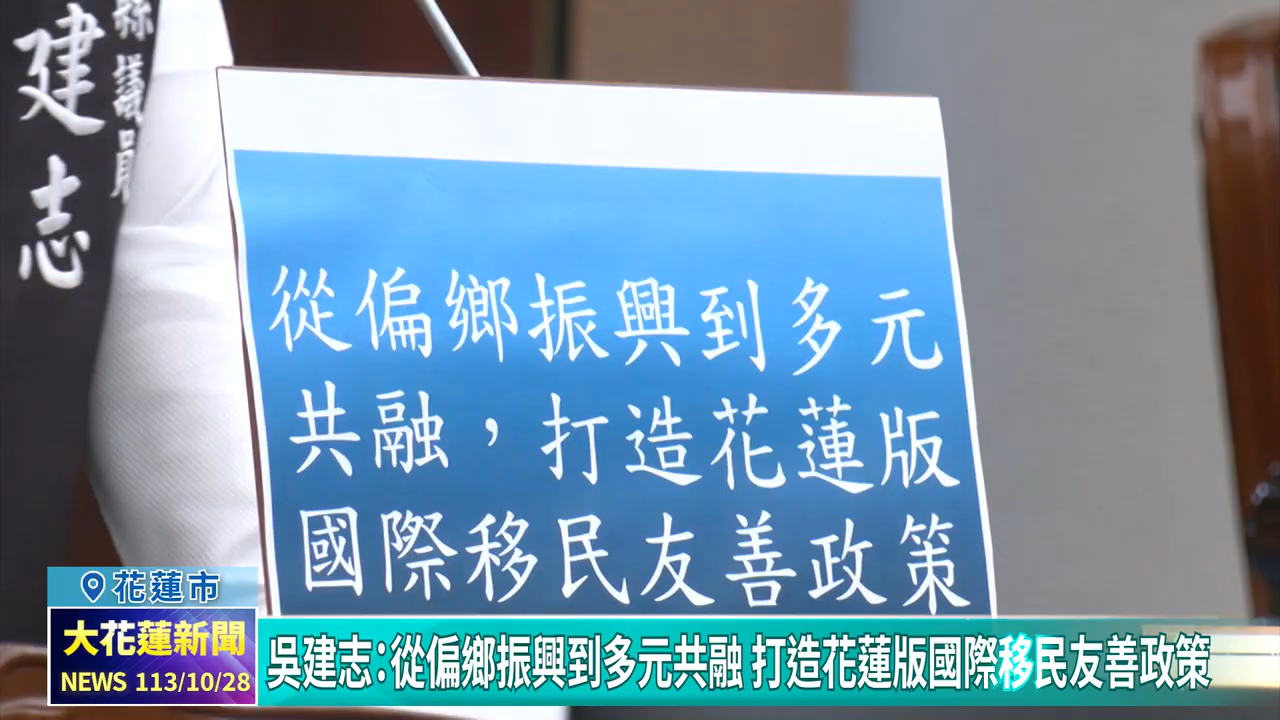 縣議員
建志
從偏鄉振興到多元
共融，打造花蓮版
國際移民友善政策
花蓮市
大花蓮新聞
NEWS 113/10/28
吳建志:從偏鄉振興到多元共融 打造花蓮版國際移民友善政策